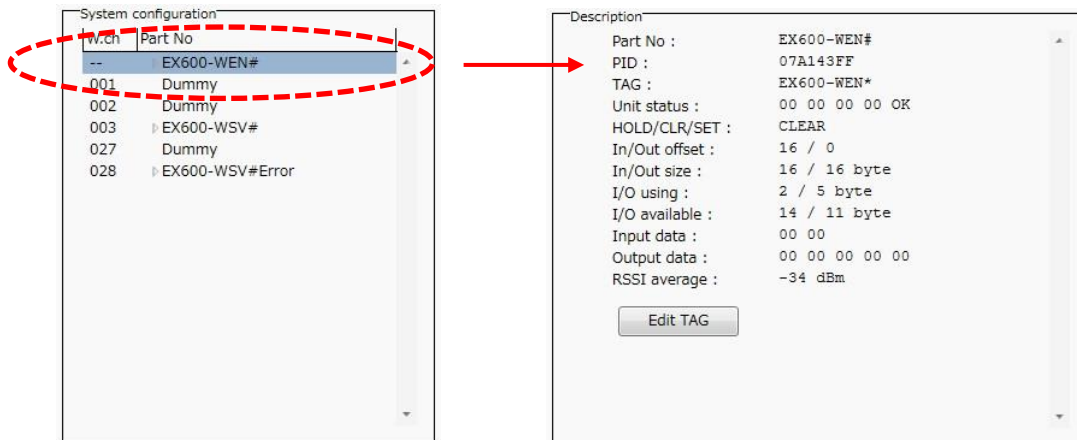 System configuration
W.ch Part No
-- EX600-WEN#
001 Dummy
002 Dummy
003 EX600-WSV#
027 Dummy
028 EX600-WSV#Error
Description
Part No : EX600-WEN#
PID : 07A143FF
TAG : EX600-WEN*
Unit status : 00 00 00 00 OK
HOLD/CLR/SET : CLEAR
In/Out offset : 16 / 0
In/Out size : 16 / 16 byte
I/O using : 2 / 5 byte
I/O available : 14 / 11 byte
Input data : 00 00
Output data : 00 00 00 00 00
RSSI average : -34 dBm
Edit TAG